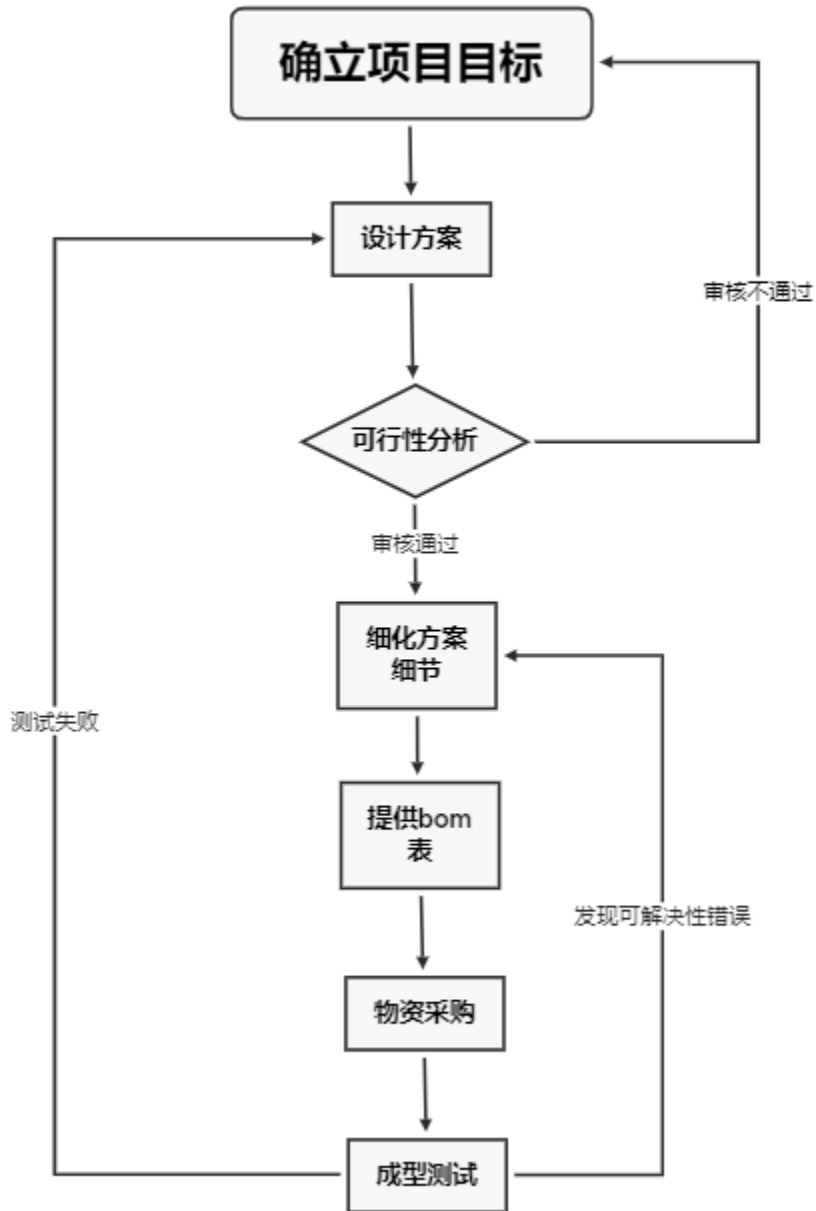 确立项目目标
设计方案
审核不通过
可行性分析
审核通过
细化方案
细节
测试失败
提供bom
表
发现可解决性错误
物资采购
成型测试